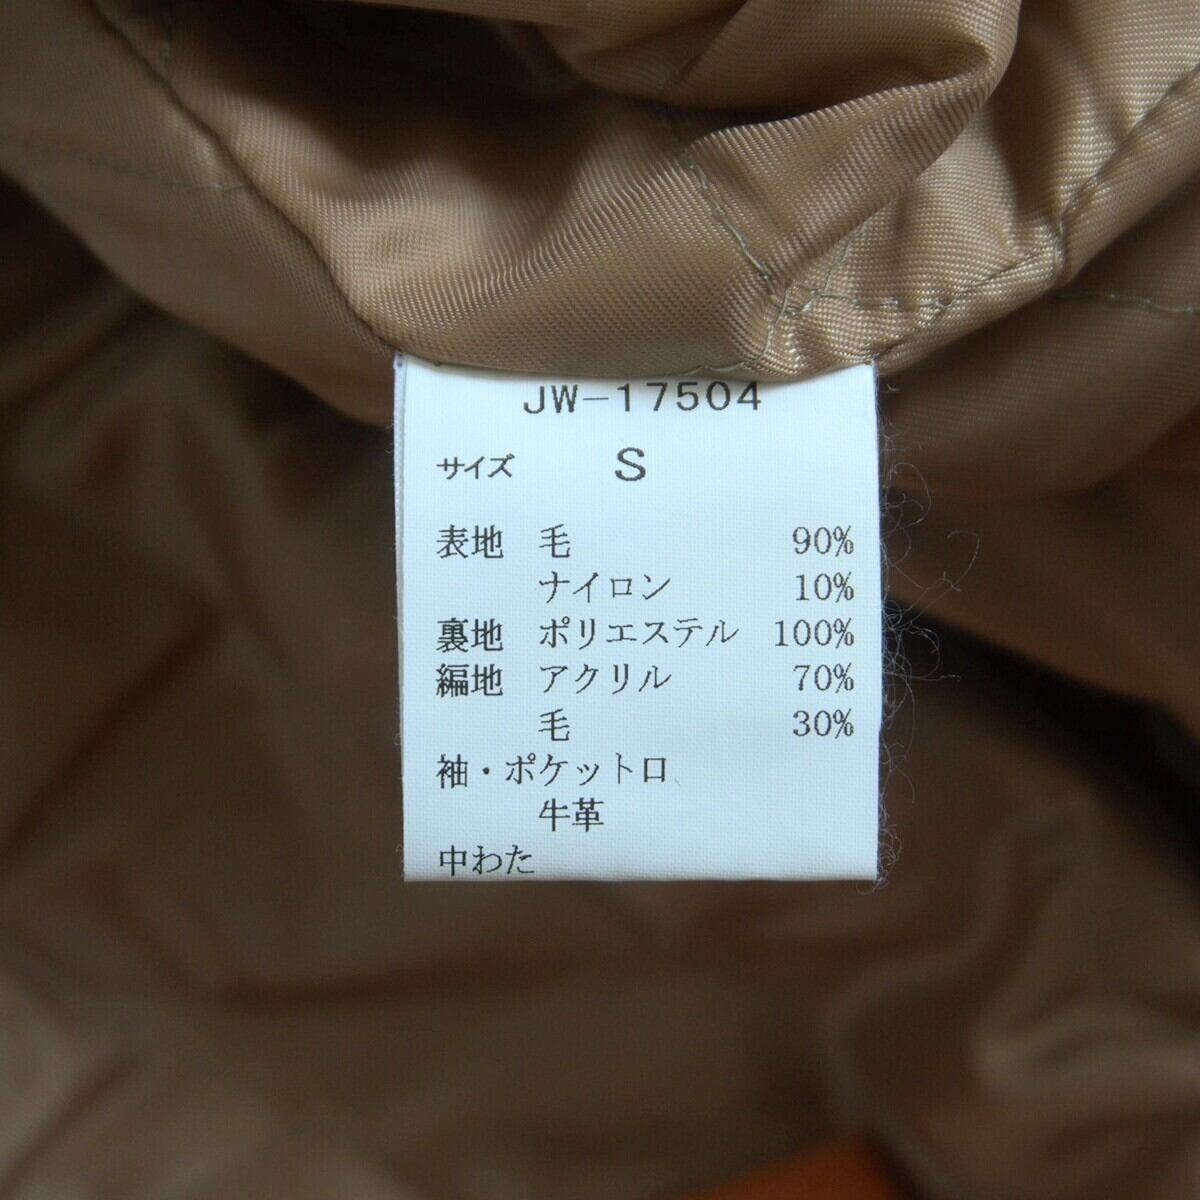 JW-17504
サイズ S
表地 毛 90%
ナイロン 10%
裏地 ポリエステル 100%
編地 アクリル 70%
毛 30%
袖・ポケット口
牛革
中わた